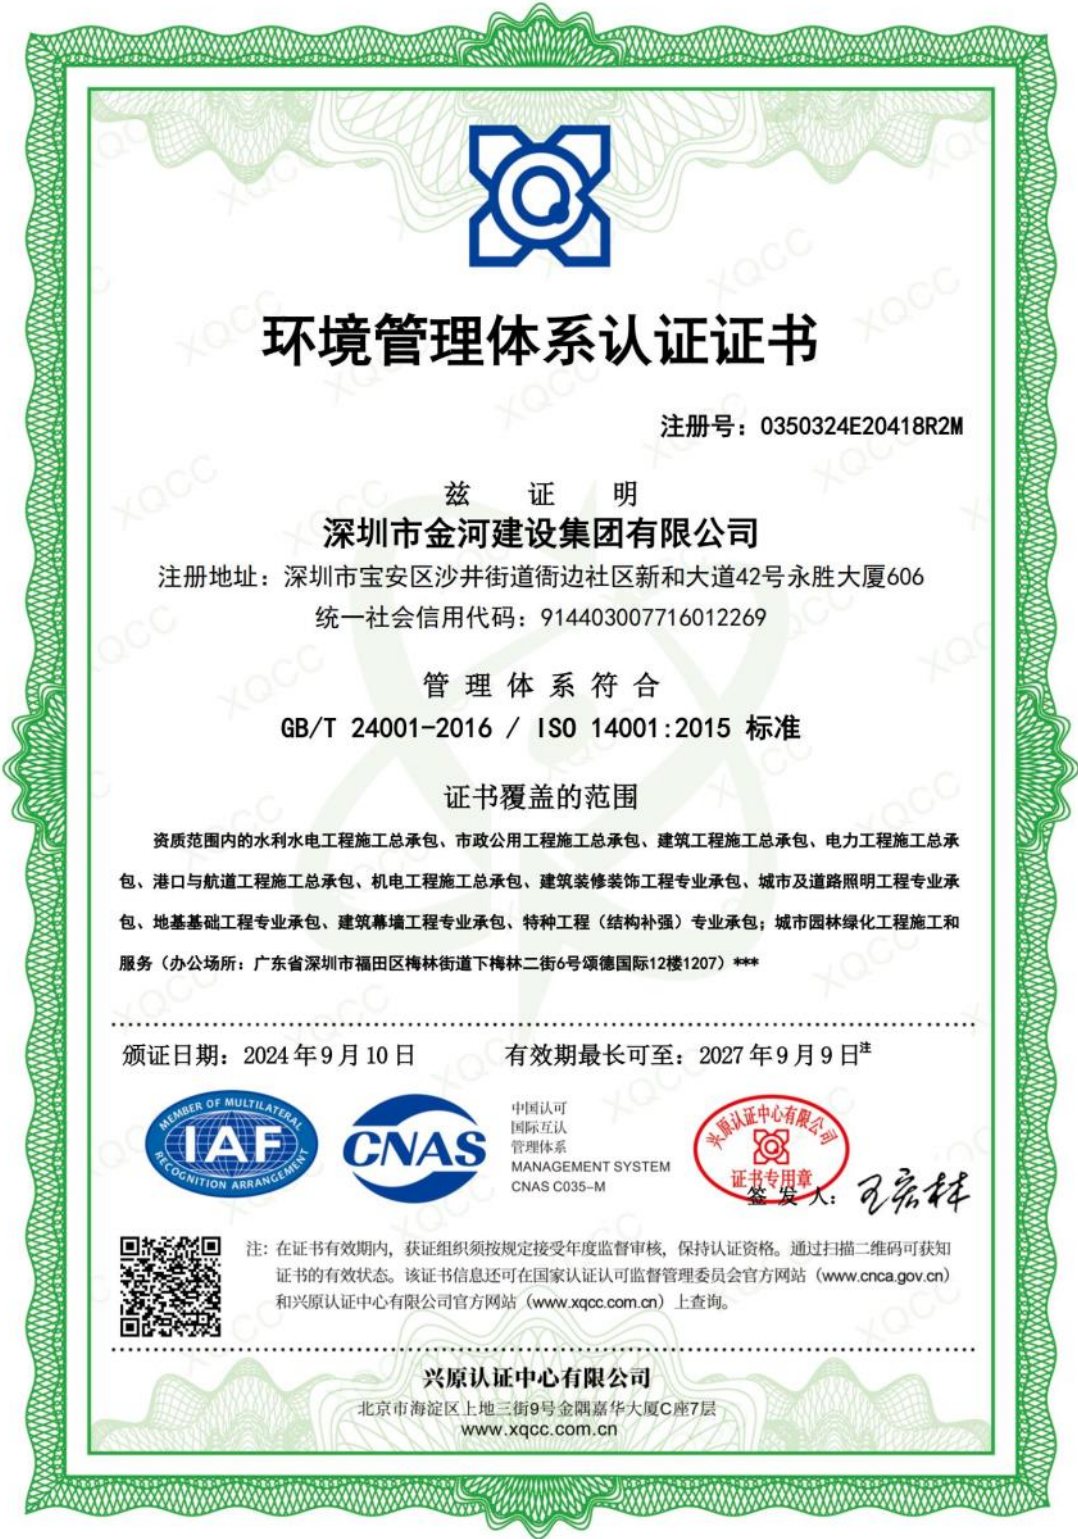 环境管理体系认证证书
注册号：0350324E20418R2M
兹 证 明
深圳市金河建设集团有限公司
注册地址：深圳市宝安区沙井街道衙边社区新和大道42号永胜大厦606
统一社会信用代码：914403007716012269
管理体系符合
GB/T 24001-2016 / ISO 14001:2015 标准
证书覆盖的范围
资质范围内的水利水电工程施工总承包、市政公用工程施工总承包、建筑工程施工总承包、电力工程施工总承
包、港口与航道工程施工总承包、机电工程施工总承包、建筑装修装饰工程专业承包、城市及道路照明工程专业承
包、地基基础工程专业承包、建筑幕墙工程专业承包、特种工程（结构补强）专业承包；城市园林绿化工程施工和
服务（办公场所：广东省深圳市福田区梅林街道下梅林二街6号颂德国际12楼1207）***
颁证日期：2024年9月10日
有效期最长可至：2027年9月9日注
MEMBER OF MULTILATERAL
IAF
RECOGNITION ARRANGEMENT
CNAS
中国认可
国际互认
管理体系
MANAGEMENT SYSTEM
CNAS C035-M
兴原认证中心有限公司
证书专用章
签 发 人：王宏林
注：在证书有效期内，获证组织须按规定接受年度监督审核，保持认证资格。通过扫描二维码可获知
证书的有效状态。该证书信息还可在国家认证认可监督管理委员会官方网站（www.cnca.gov.cn）
和兴原认证中心有限公司官方网站（www.xqcc.com.cn）上查询。
兴原认证中心有限公司
北京市海淀区上地三街9号金隅嘉华大厦C座7层
www.xqcc.com.cn